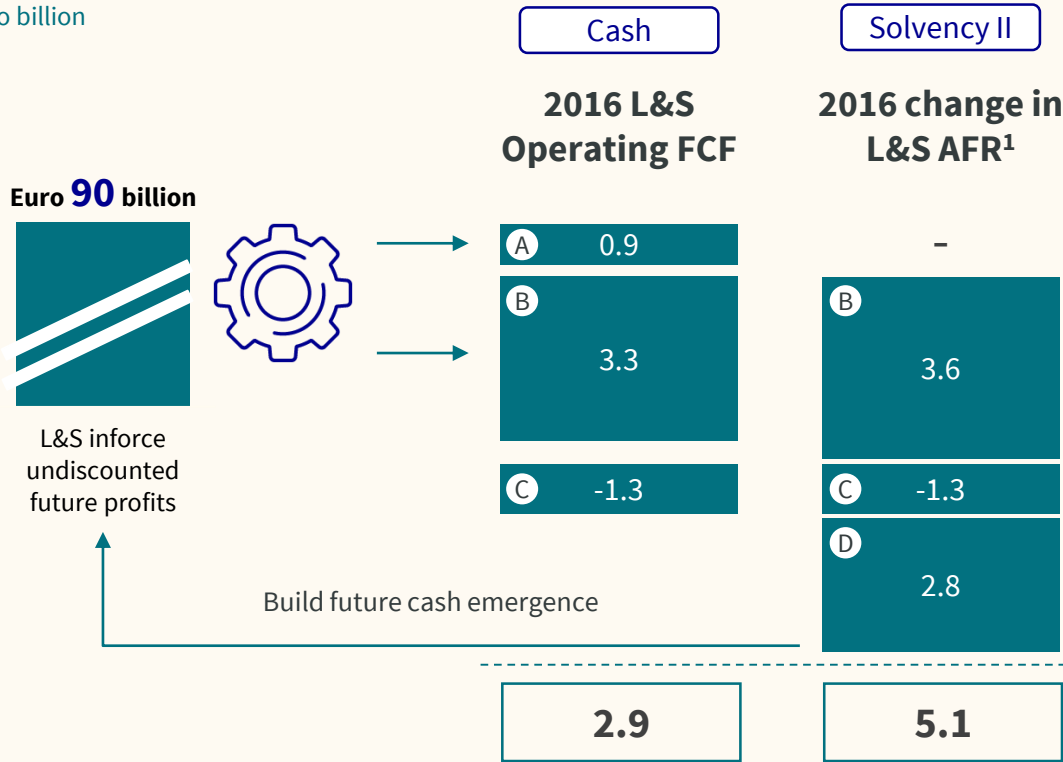 billion
Cash
Solvency II
2016 L&S
Operating FCF
2016 change in
L&S AFR¹
Euro 90 billion
A 0.9
–
B
3.3
B
3.6
L&S inforce
undiscounted
future profits
C -1.3
C -1.3
D
2.8
Build future cash emergence
2.9
5.1